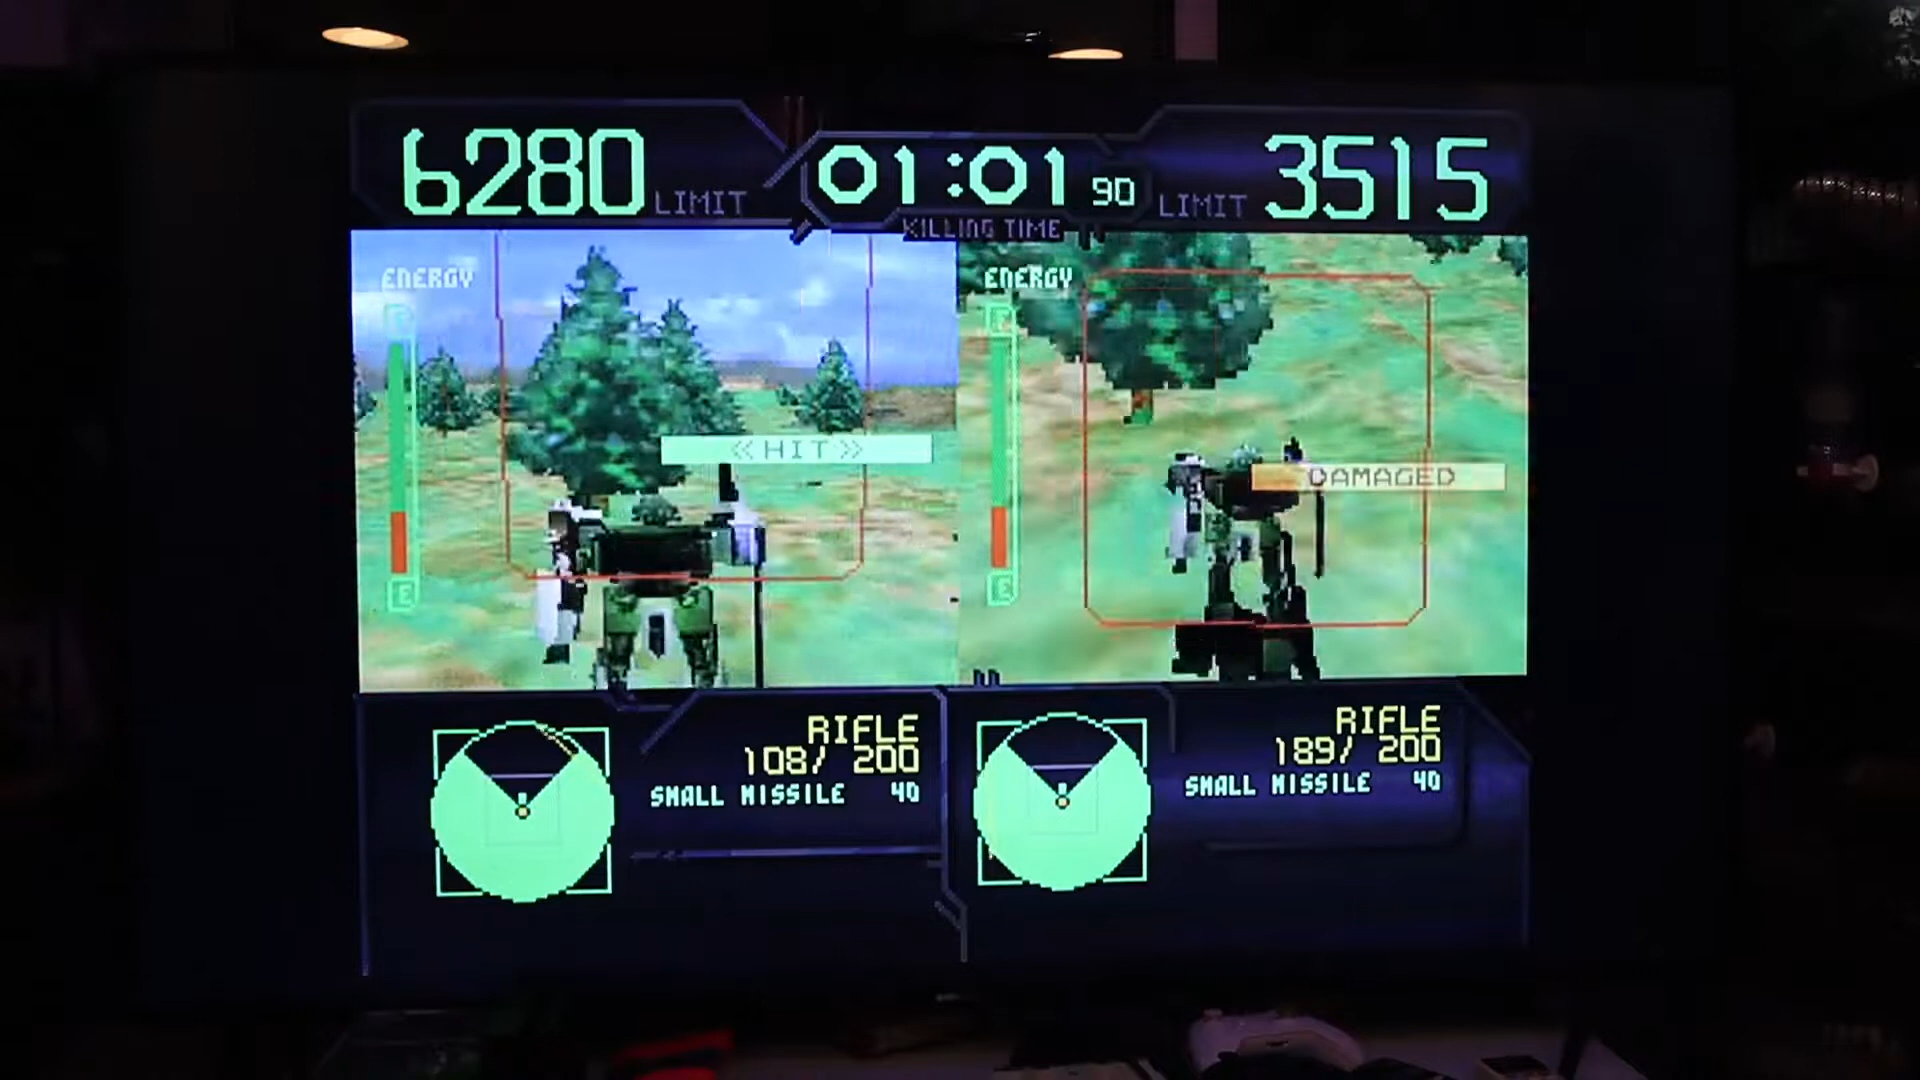 6280 LIMIT
01:01 90
LIMIT 3515
KILLING TIME
ENERGY
E
« HIT »
ENERGY
E
DAMAGED
RIFLE
108/ 200
SMALL MISSILE 40
RIFLE
189/ 200
SMALL MISSILE 40